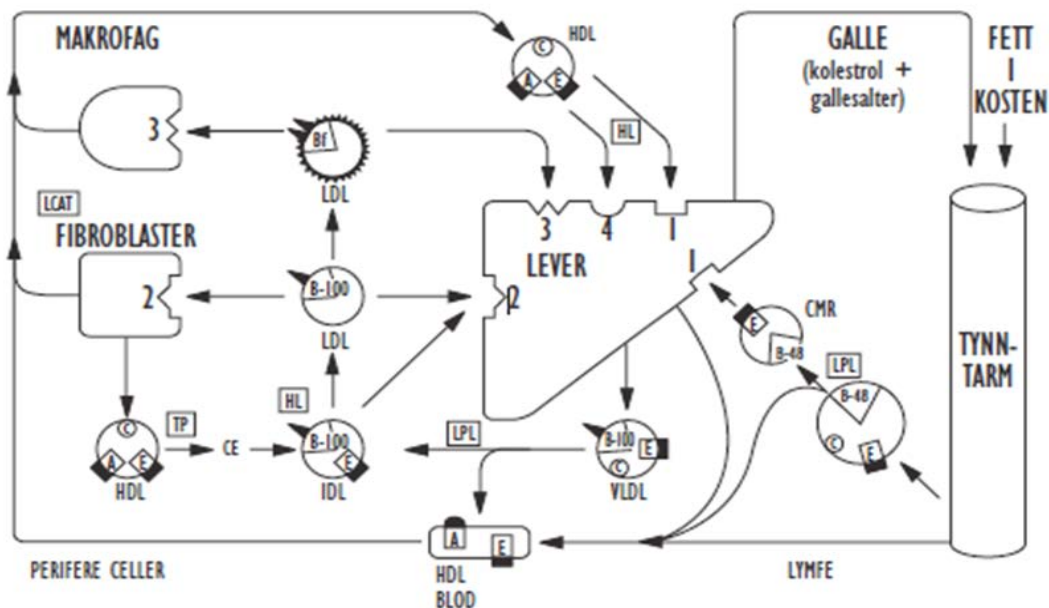 MAKROFAG
HDL
C
A
E
GALLE
(kolestrol +
gallesalter)
FETT
I
KOSTEN
3
Bf
HL
LDL
LCAT
FIBROBLASTER
3
4
1
LEVER
1
2
B-100
2
LDL
E
CMR
B-48
TYNN-
TARM
LPL
B-48
C
E
HL
C
A
E
TP
CE
B-100
E
LPL
B-100
E
C
HDL
IDL
VLDL
A
E
PERIFERE CELLER
HDL
BLOD
LYMFE